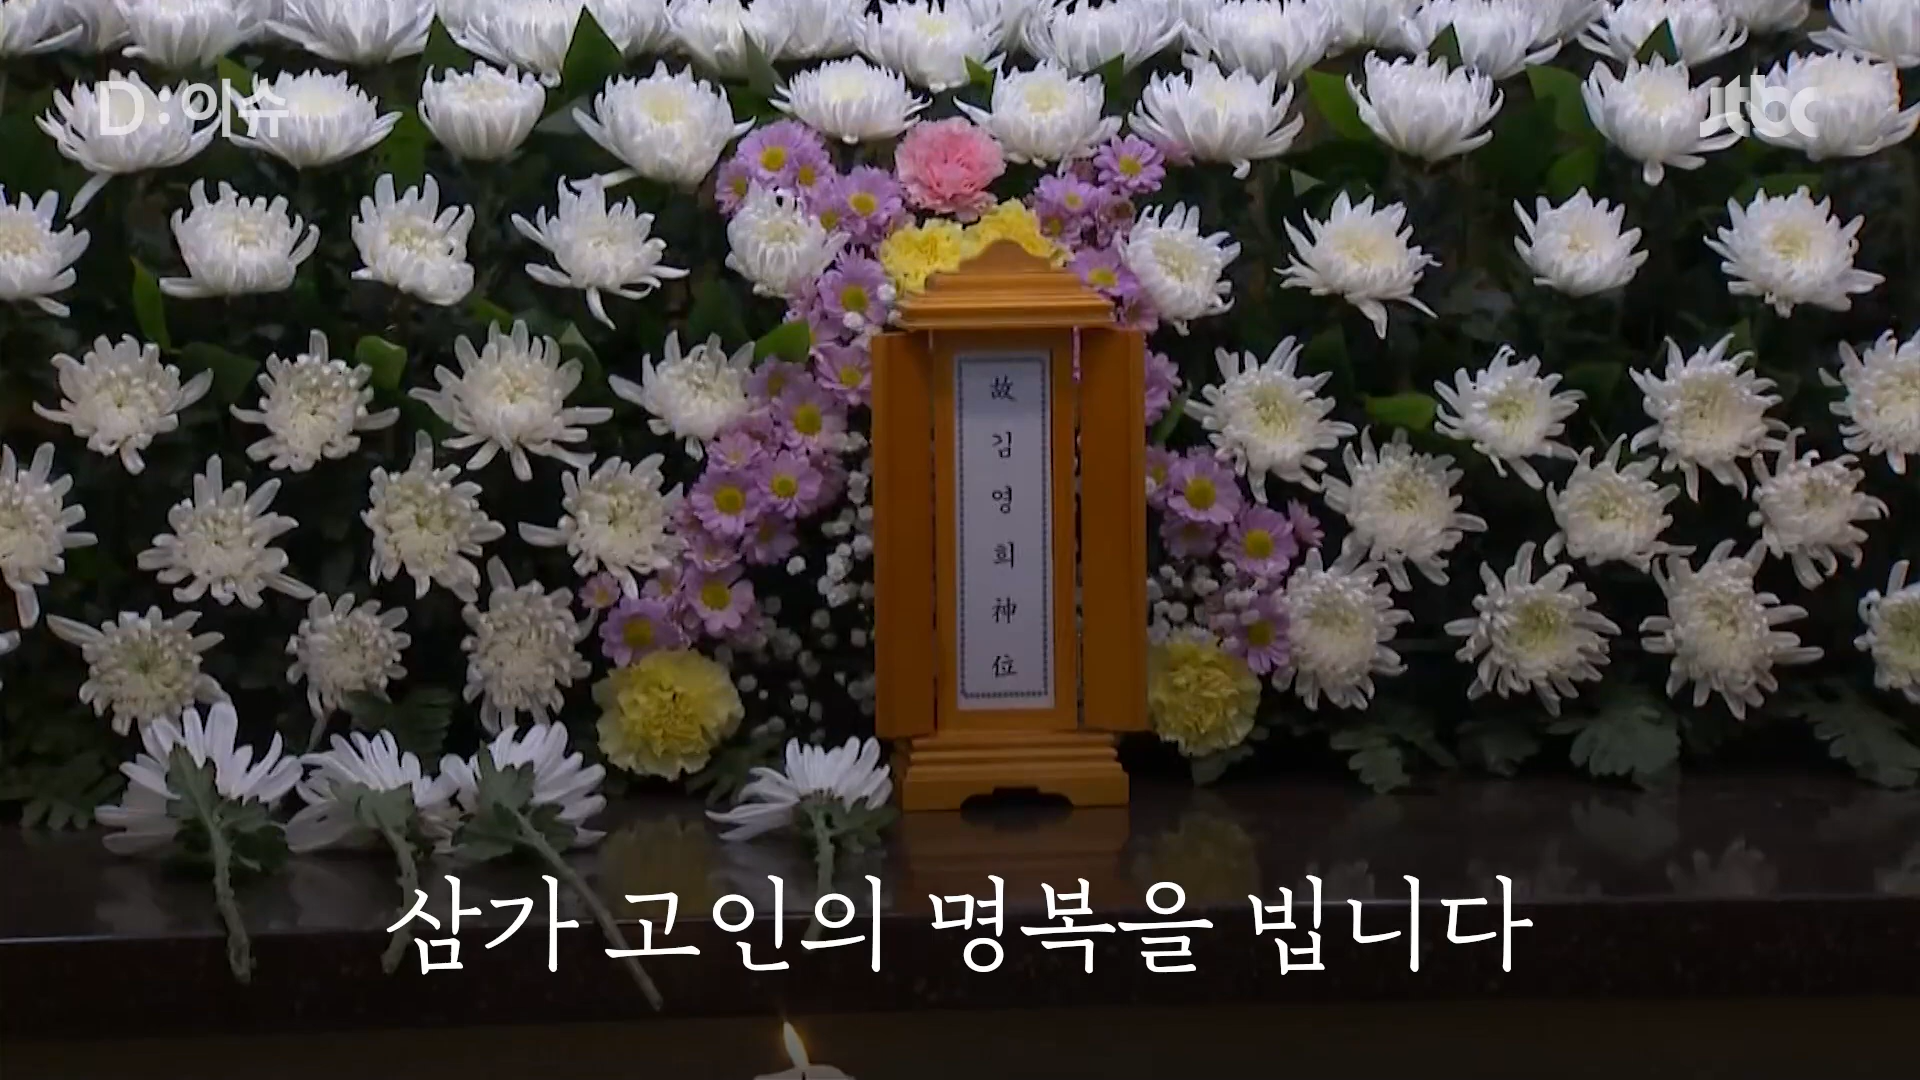 D:이슈
jtbc
故
김
영
희
神
位
삼가 고인의 명복을 빕니다